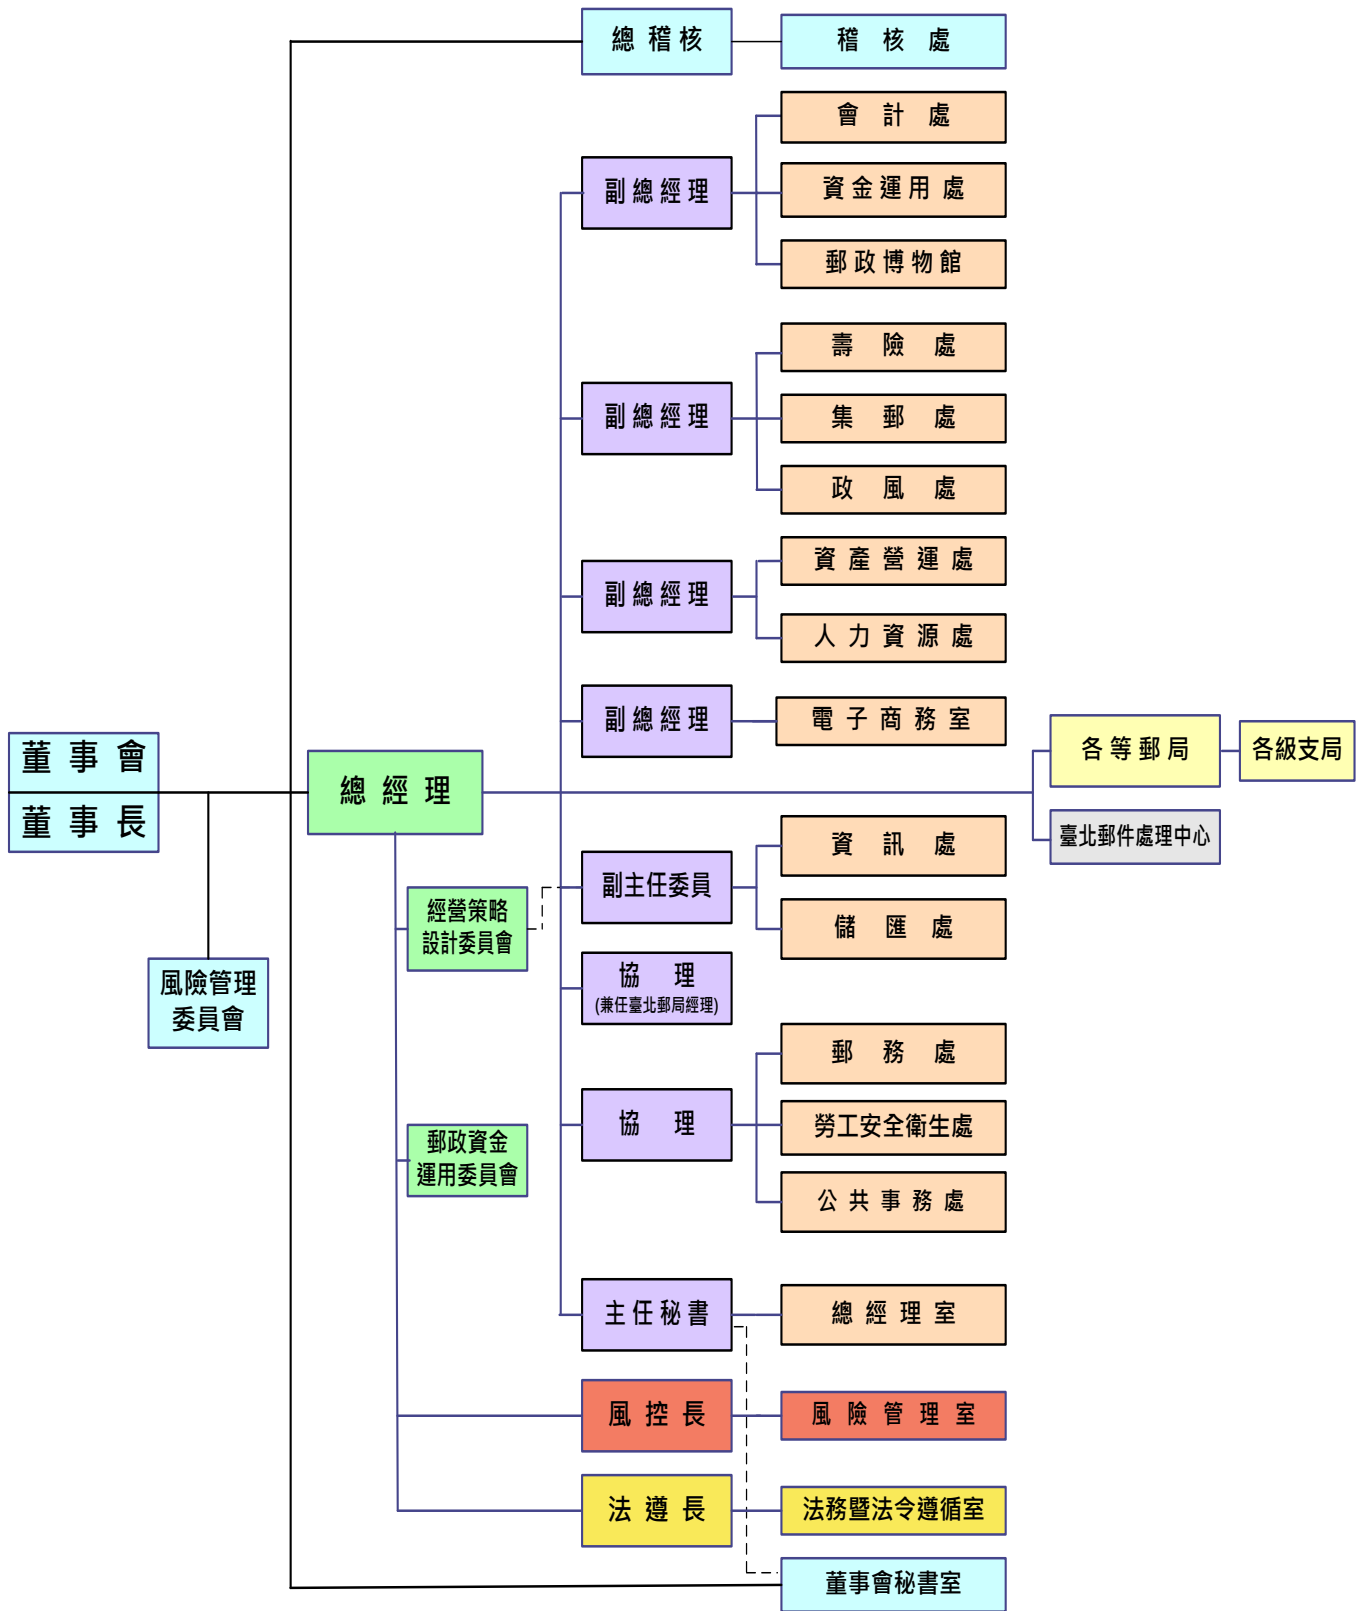 總稽核
稽核處
會計處
副總經理
資金運用處
郵政博物館
壽險處
副總經理
集郵處
政風處
資產營運處
副總經理
人力資源處
副總經理
電子商務室
各等郵局
各級支局
董事會
董事長
總經理
臺北郵件處理中心
資訊處
副主任委員
儲匯處
經營策略
設計委員會
風險管理
委員會
協理
(兼任臺北郵局經理)
郵務處
協理
勞工安全衛生處
公共事務處
郵政資金
運用委員會
主任秘書
總經理室
風控長
風險管理室
法遵長
法務暨法令遵循室
董事會秘書室